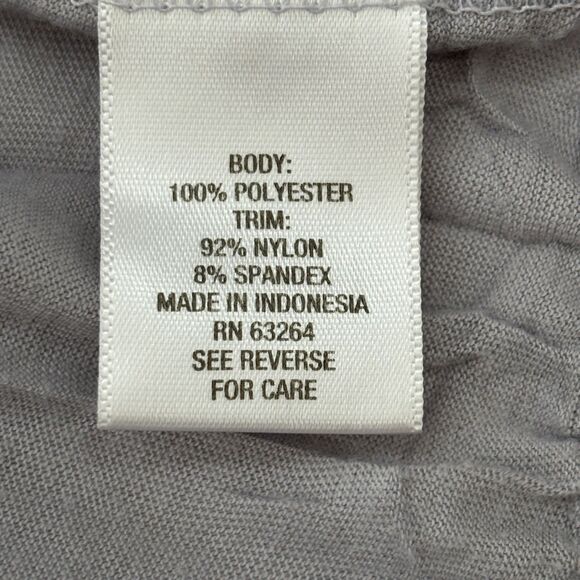 BODY:
100% POLYESTER
TRIM:
92% NYLON
8% SPANDEX
MADE IN INDONESIA
RN 63264
SEE REVERSE
FOR CARE